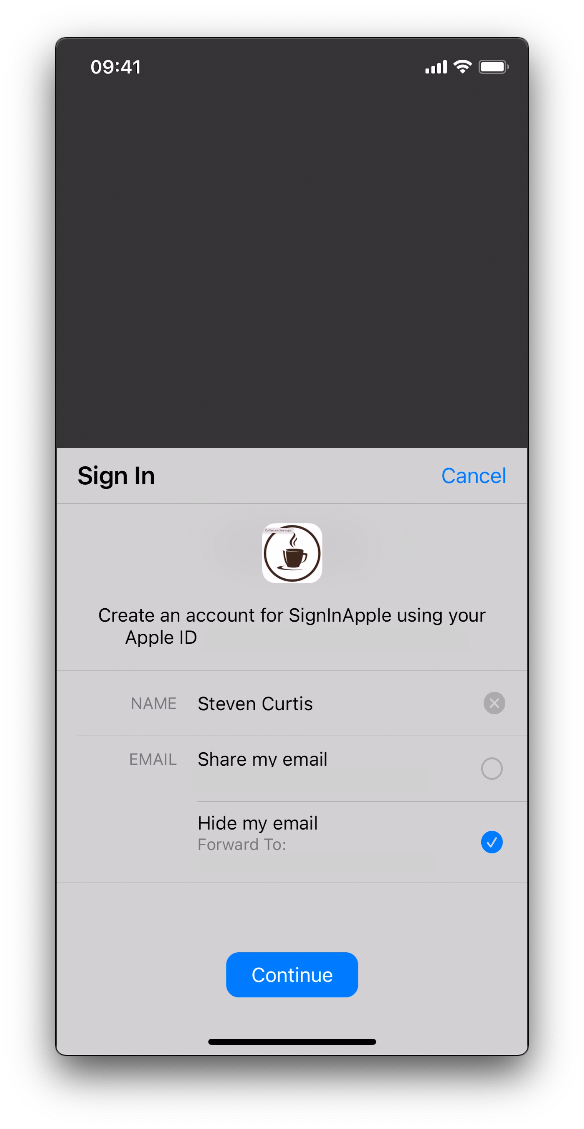 09:41
Sign In
Cancel
Create an account for SignInApple using your
Apple ID
NAME
Steven Curtis
EMAIL
Share my email
Hide my email
Forward To:
Continue